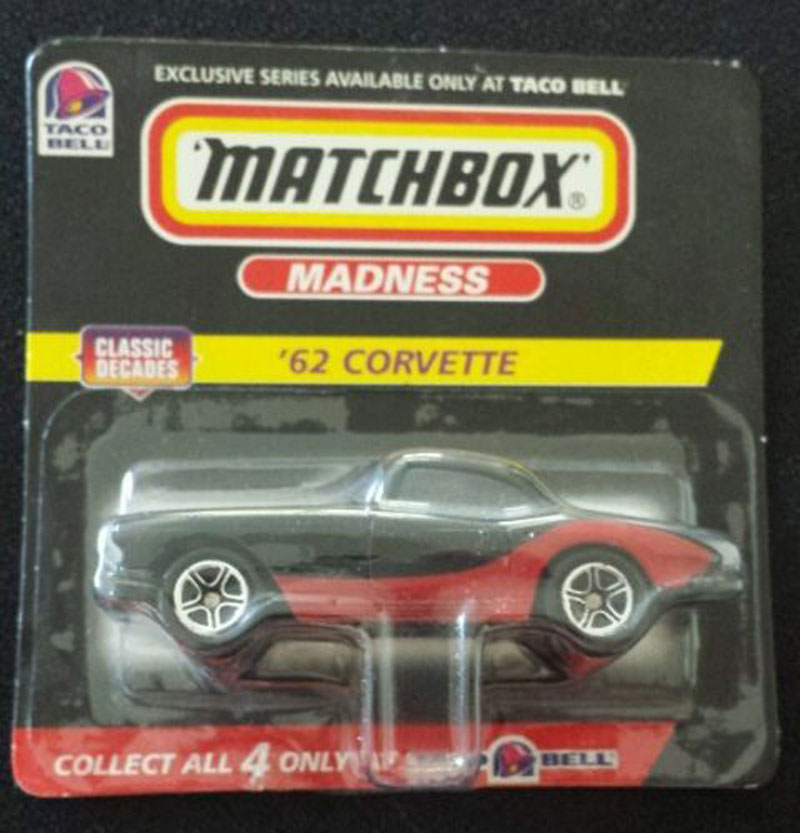 EXCLUSIVE SERIES AVAILABLE ONLY AT TACO BELL
TACO
BELL
'MATCHBOX'®
MADNESS
CLASSIC
DECADES
'62 CORVETTE
COLLECT ALL 4 ONLY BELL